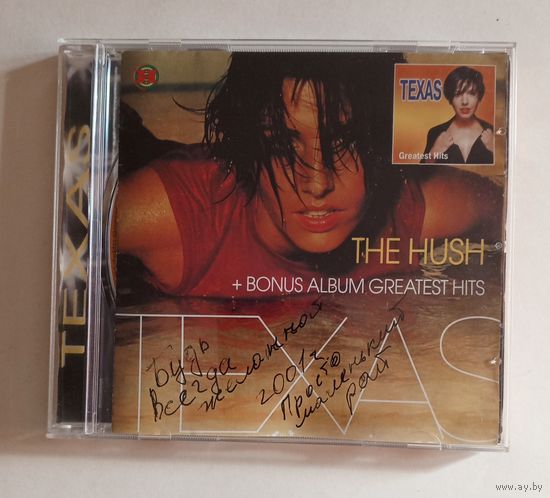 TEXAS
TEXAS
Greatest Hits
THE HUSH
+ BONUS ALBUM GREATEST HITS
TEXAS
Будь
Всегда
желанной
2001г
Просто
маленький
рай
www.ay.by